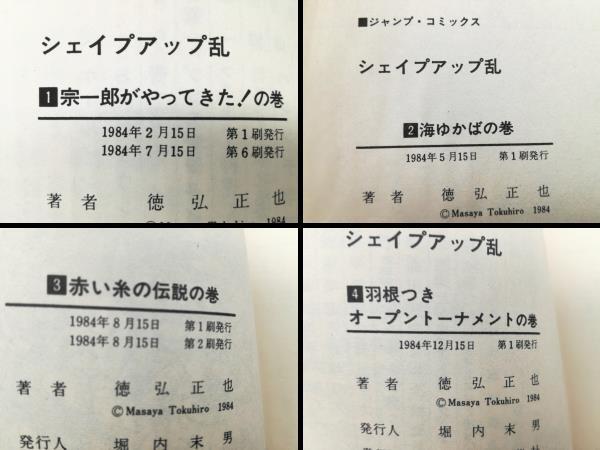 シェイプアップ乱
1 宗一郎がやってきた!の巻
1984年2月15日 第1刷発行
1984年7月15日 第6刷発行
著者 徳弘正也
©Masaya Tokuhiro 1984
■ジャンプ・コミックス
シェイプアップ乱
2 海ゆかばの巻
1984年5月15日 第1刷発行
著者 徳弘正也
©Masaya Tokuhiro 1984
3 赤い糸の伝説の巻
1984年8月15日 第1刷発行
1984年8月15日 第2刷発行
著者 徳弘正也
©Masaya Tokuhiro 1984
発行人 堀内末男
シェイプアップ乱
4 羽根つき
オープントーナメントの巻
1984年12月15日 第1刷発行
著者 徳弘正也
©Masaya Tokuhiro 1984
発行人 堀内末男